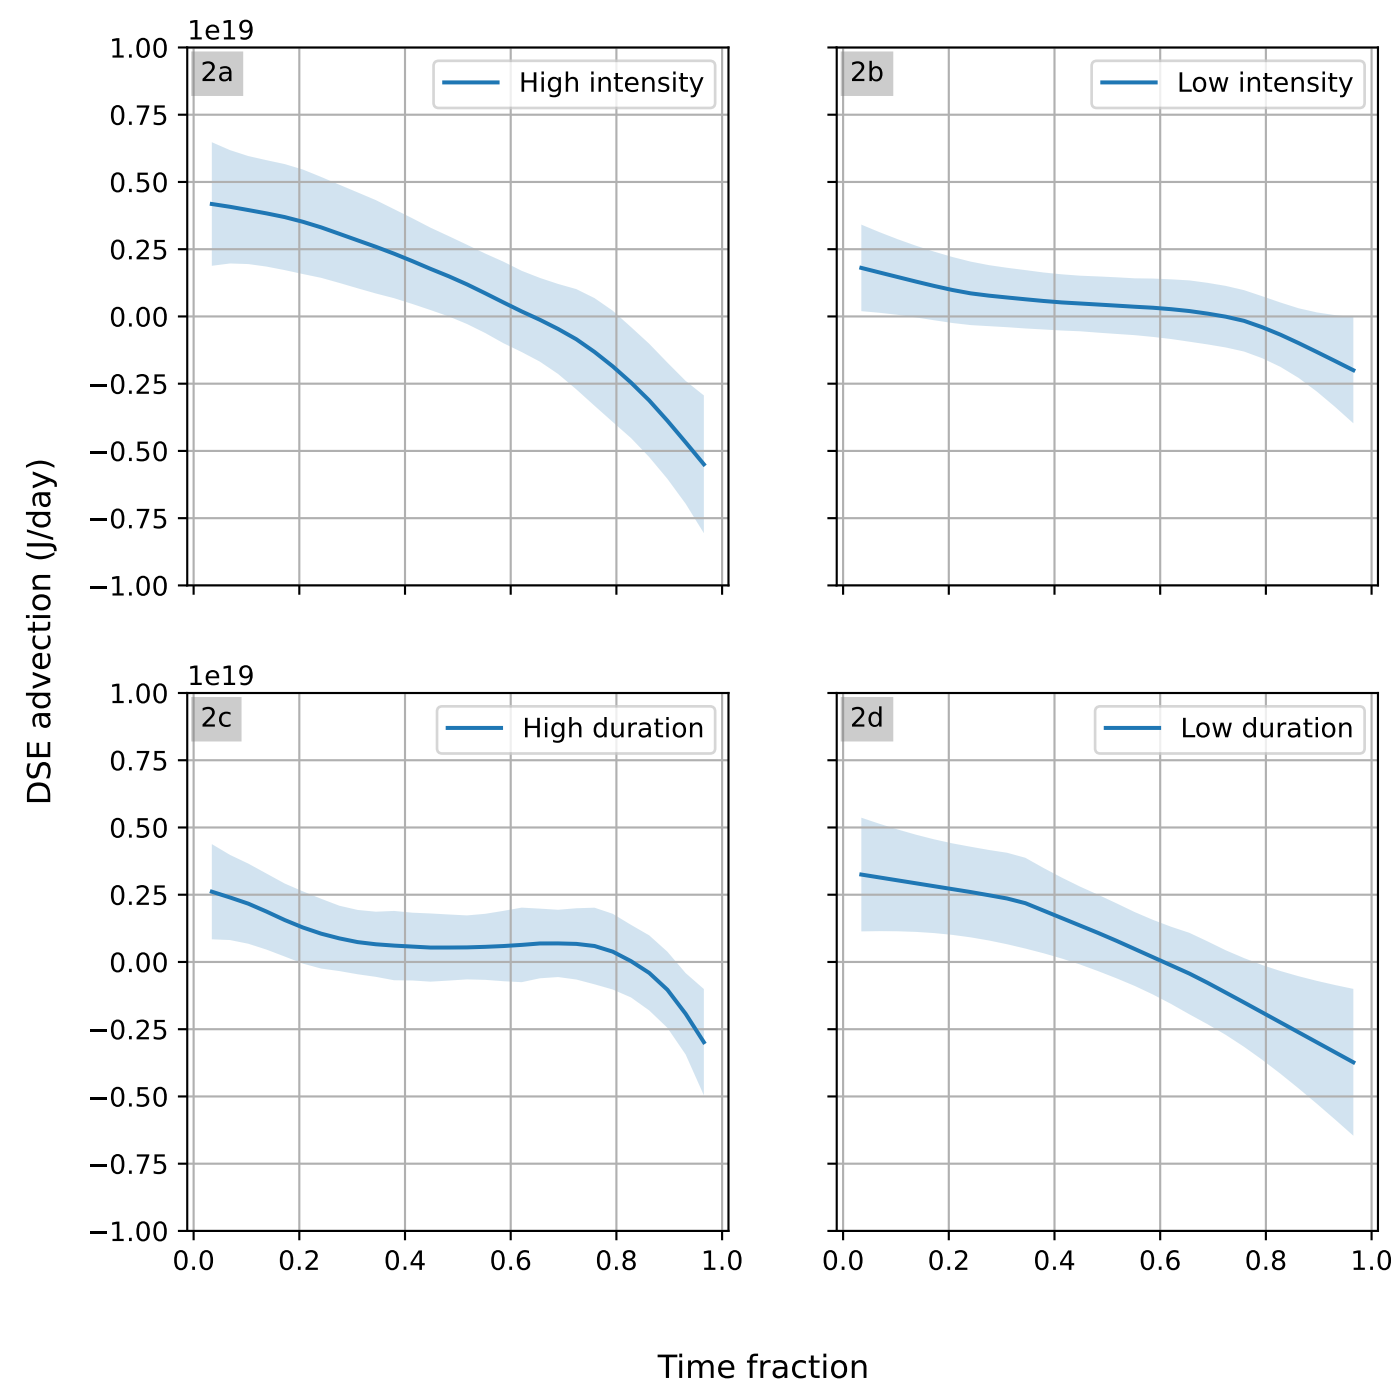 1e19
1.00
0.75
0.50
0.25
0.00
−0.25
−0.50
−0.75
−1.00
2a
High intensity
2b
Low intensity
DSE advection (J/day)
1e19
1.00
0.75
0.50
0.25
0.00
−0.25
−0.50
−0.75
−1.00
2c
High duration
2d
Low duration
0.0 0.2 0.4 0.6 0.8 1.0
0.0 0.2 0.4 0.6 0.8 1.0
Time fraction